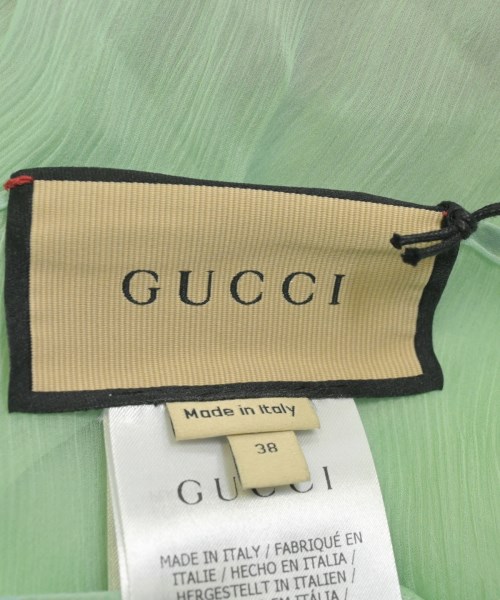 GUCCI
Made in Italy
38
GUCCI
MADE IN ITALY / FABRIQUÉ EN
ITALIE / HECHO EN ITALIA /
HERGESTELLT IN ITALIEN /